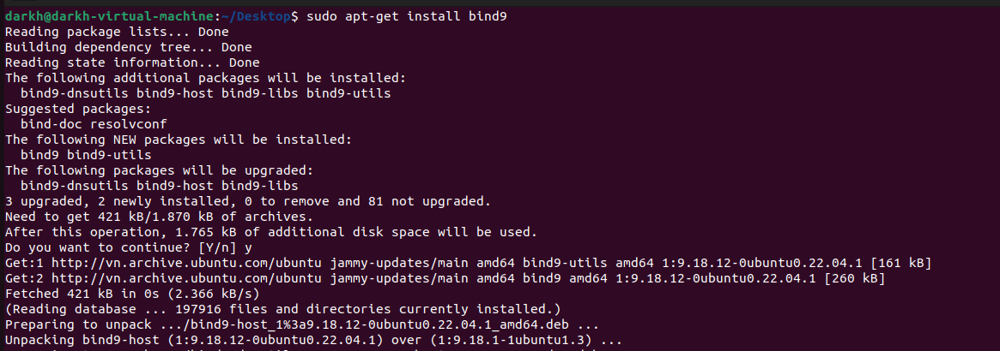 darkh@darkh-virtual-machine:~/Desktop$ sudo apt-get install bind9
Reading package lists... Done
Building dependency tree... Done
Reading state information... Done
The following additional packages will be installed:
  bind9-dnsutils bind9-host bind9-libs bind9-utils
Suggested packages:
  bind-doc resolvconf
The following NEW packages will be installed:
  bind9 bind9-utils
The following packages will be upgraded:
  bind9-dnsutils bind9-host bind9-libs
3 upgraded, 2 newly installed, 0 to remove and 81 not upgraded.
Need to get 421 kB/1.870 kB of archives.
After this operation, 1.765 kB of additional disk space will be used.
Do you want to continue? [Y/n] y
Get:1 http://vn.archive.ubuntu.com/ubuntu jammy-updates/main amd64 bind9-utils amd64 1:9.18.12-0ubuntu0.22.04.1 [161 kB]
Get:2 http://vn.archive.ubuntu.com/ubuntu jammy-updates/main amd64 bind9 amd64 1:9.18.12-0ubuntu0.22.04.1 [260 kB]
Fetched 421 kB in 0s (2.366 kB/s)
(Reading database ... 197916 files and directories currently installed.)
Preparing to unpack .../bind9-host_1%3a9.18.12-0ubuntu0.22.04.1_amd64.deb ...
Unpacking bind9-host (1:9.18.12-0ubuntu0.22.04.1) over (1:9.18.1-1ubuntu1.3) ...